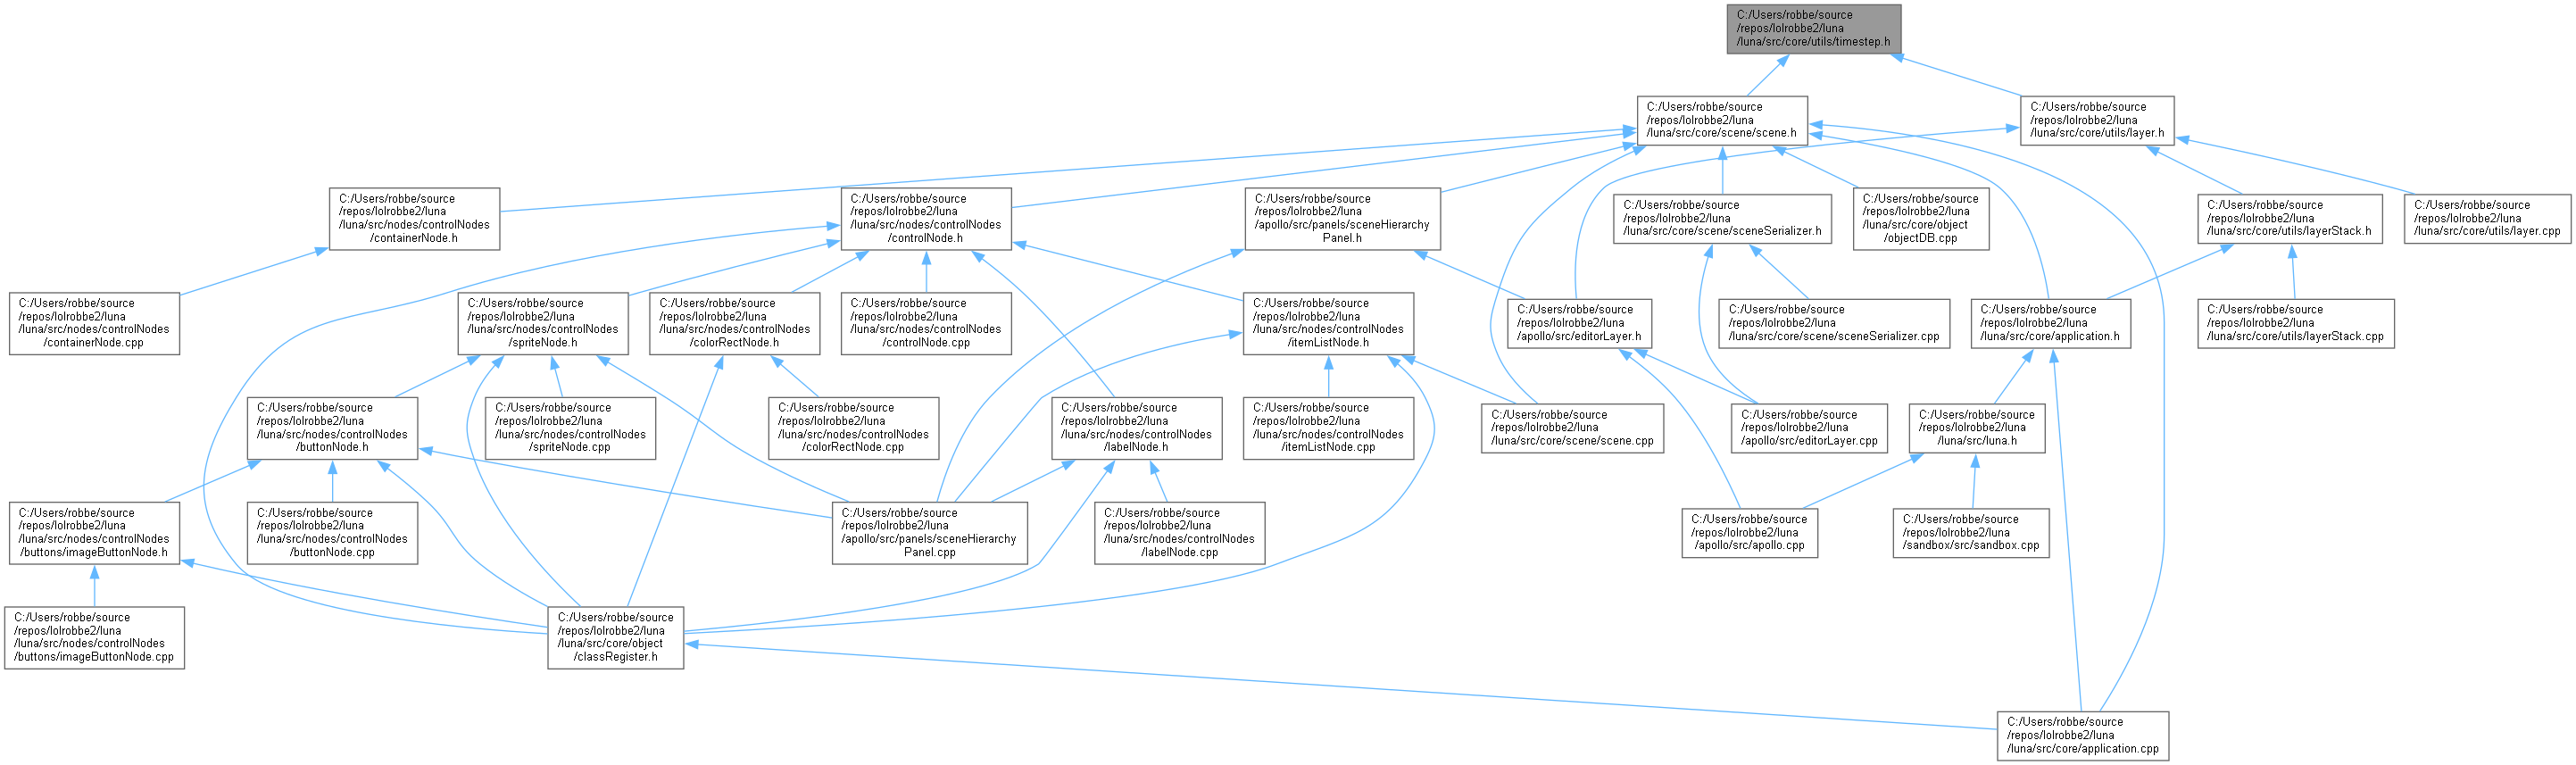 C:/Users/robbe/source
/repos/lolrobbe2/luna
/luna/src/core/utils/timestep.h
C:/Users/robbe/source
/repos/lolrobbe2/luna
/luna/src/core/scene/scene.h
C:/Users/robbe/source
/repos/lolrobbe2/luna
/luna/src/core/utils/layer.h
C:/Users/robbe/source
/repos/lolrobbe2/luna
/luna/src/nodes/controlNodes
/containerNode.h
C:/Users/robbe/source
/repos/lolrobbe2/luna
/luna/src/nodes/controlNodes
/controlNode.h
C:/Users/robbe/source
/repos/lolrobbe2/luna
/apollo/src/panels/sceneHierarchy
Panel.h
C:/Users/robbe/source
/repos/lolrobbe2/luna
/luna/src/core/scene/sceneSerializer.h
C:/Users/robbe/source
/repos/lolrobbe2/luna
/luna/src/core/object
/objectDB.cpp
C:/Users/robbe/source
/repos/lolrobbe2/luna
/luna/src/core/utils/layerStack.h
C:/Users/robbe/source
/repos/lolrobbe2/luna
/luna/src/core/utils/layer.cpp
C:/Users/robbe/source
/repos/lolrobbe2/luna
/luna/src/nodes/controlNodes
/containerNode.cpp
C:/Users/robbe/source
/repos/lolrobbe2/luna
/luna/src/nodes/controlNodes
/spriteNode.h
C:/Users/robbe/source
/repos/lolrobbe2/luna
/luna/src/nodes/controlNodes
/colorRectNode.h
C:/Users/robbe/source
/repos/lolrobbe2/luna
/luna/src/nodes/controlNodes
/controlNode.cpp
C:/Users/robbe/source
/repos/lolrobbe2/luna
/luna/src/nodes/controlNodes
/itemListNode.h
C:/Users/robbe/source
/repos/lolrobbe2/luna
/apollo/src/editorLayer.h
C:/Users/robbe/source
/repos/lolrobbe2/luna
/luna/src/core/scene/sceneSerializer.cpp
C:/Users/robbe/source
/repos/lolrobbe2/luna
/luna/src/core/application.h
C:/Users/robbe/source
/repos/lolrobbe2/luna
/luna/src/core/utils/layerStack.cpp
C:/Users/robbe/source
/repos/lolrobbe2/luna
/luna/src/nodes/controlNodes
/buttonNode.h
C:/Users/robbe/source
/repos/lolrobbe2/luna
/luna/src/nodes/controlNodes
/spriteNode.cpp
C:/Users/robbe/source
/repos/lolrobbe2/luna
/luna/src/nodes/controlNodes
/colorRectNode.cpp
C:/Users/robbe/source
/repos/lolrobbe2/luna
/luna/src/nodes/controlNodes
/labelNode.h
C:/Users/robbe/source
/repos/lolrobbe2/luna
/luna/src/nodes/controlNodes
/itemListNode.cpp
C:/Users/robbe/source
/repos/lolrobbe2/luna
/luna/src/core/scene/scene.cpp
C:/Users/robbe/source
/repos/lolrobbe2/luna
/apollo/src/editorLayer.cpp
C:/Users/robbe/source
/repos/lolrobbe2/luna
/luna/src/luna.h
C:/Users/robbe/source
/repos/lolrobbe2/luna
/luna/src/nodes/controlNodes
/buttons/imageButtonNode.h
C:/Users/robbe/source
/repos/lolrobbe2/luna
/luna/src/nodes/controlNodes
/buttonNode.cpp
C:/Users/robbe/source
/repos/lolrobbe2/luna
/apollo/src/panels/sceneHierarchy
Panel.cpp
C:/Users/robbe/source
/repos/lolrobbe2/luna
/luna/src/nodes/controlNodes
/labelNode.cpp
C:/Users/robbe/source
/repos/lolrobbe2/luna
/apollo/src/apollo.cpp
C:/Users/robbe/source
/repos/lolrobbe2/luna
/sandbox/src/sandbox.cpp
C:/Users/robbe/source
/repos/lolrobbe2/luna
/luna/src/nodes/controlNodes
/buttons/imageButtonNode.cpp
C:/Users/robbe/source
/repos/lolrobbe2/luna
/luna/src/core/object
/classRegister.h
C:/Users/robbe/source
/repos/lolrobbe2/luna
/luna/src/core/application.cpp